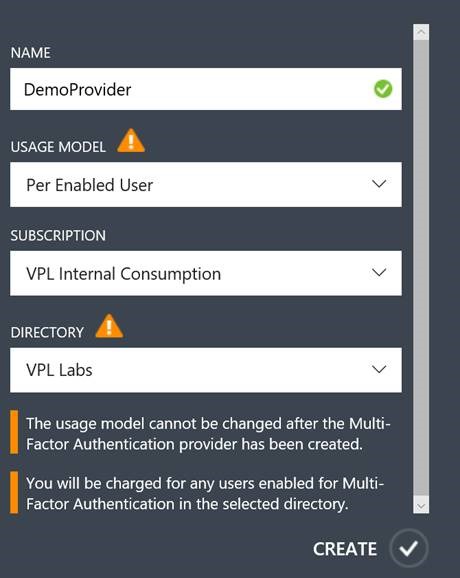 NAME
DemoProvider
USAGE MODEL
Per Enabled User
SUBSCRIPTION
VPL Internal Consumption
DIRECTORY
VPL Labs
The usage model cannot be changed after the Multi-
Factor Authentication provider has been created.
You will be charged for any users enabled for Multi-
Factor Authentication in the selected directory.
CREATE